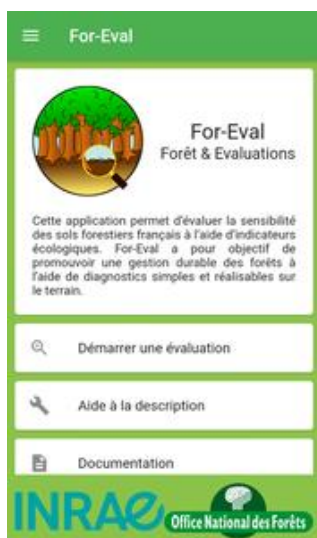 For-Eval
For-Eval
Forêt & Evaluations
Cette application permet d'évaluer la sensibilité
des sols forestiers français à l'aide d'indicateurs
écologiques. For-Eval a pour objectif de
promouvoir une gestion durable des forêts à
l'aide de diagnostics simples et réalisables sur
le terrain.
Démarrer une évaluation
Aide à la description
Documentation
INRAE
Office National des Forêts